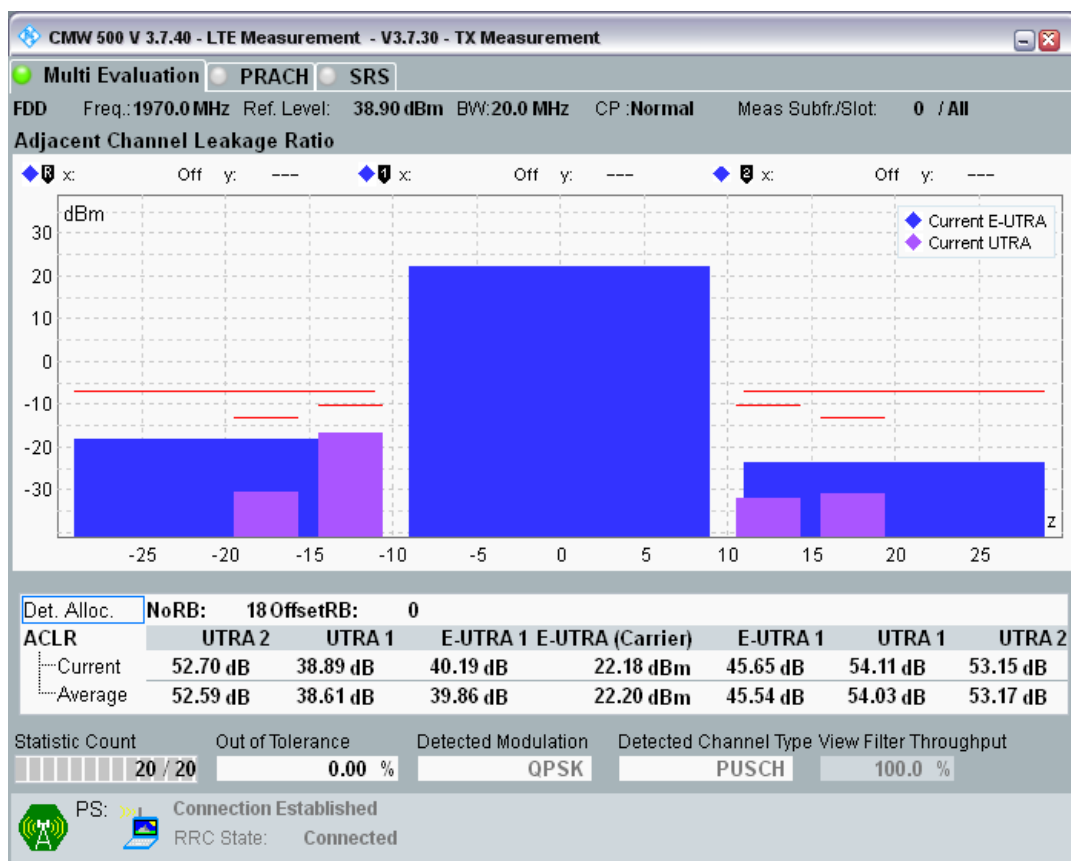 CMW 500 V 3.7.40 - LTE Measurement - V3.7.30 - TX Measurement
Multi Evaluation PRACH SRS
FDD Freq.: 1970.0 MHz Ref. Level: 38.90 dBm BW: 20.0 MHz CP : Normal Meas Subfr./Slot: 0 / All
Adjacent Channel Leakage Ratio
R x: Off y: --- 1 x: Off y: --- 2 x: Off y: ---
dBm
Current E-UTRA
Current UTRA
30
20
10
0
-10
-20
-30
z
-25 -20 -15 -10 -5 0 5 10 15 20 25
Det. Alloc. NoRB: 18 OffsetRB: 0
ACLR UTRA 2 UTRA 1 E-UTRA 1 E-UTRA (Carrier) E-UTRA 1 UTRA 1 UTRA 2
Current 52.70 dB 38.89 dB 40.19 dB 22.18 dBm 45.65 dB 54.11 dB 53.15 dB
Average 52.59 dB 38.61 dB 39.86 dB 22.20 dBm 45.54 dB 54.03 dB 53.17 dB
Statistic Count Out of Tolerance Detected Modulation Detected Channel Type View Filter Throughput
20 / 20 0.00 % QPSK PUSCH 100.0 %
PS: Connection Established
RRC State: Connected